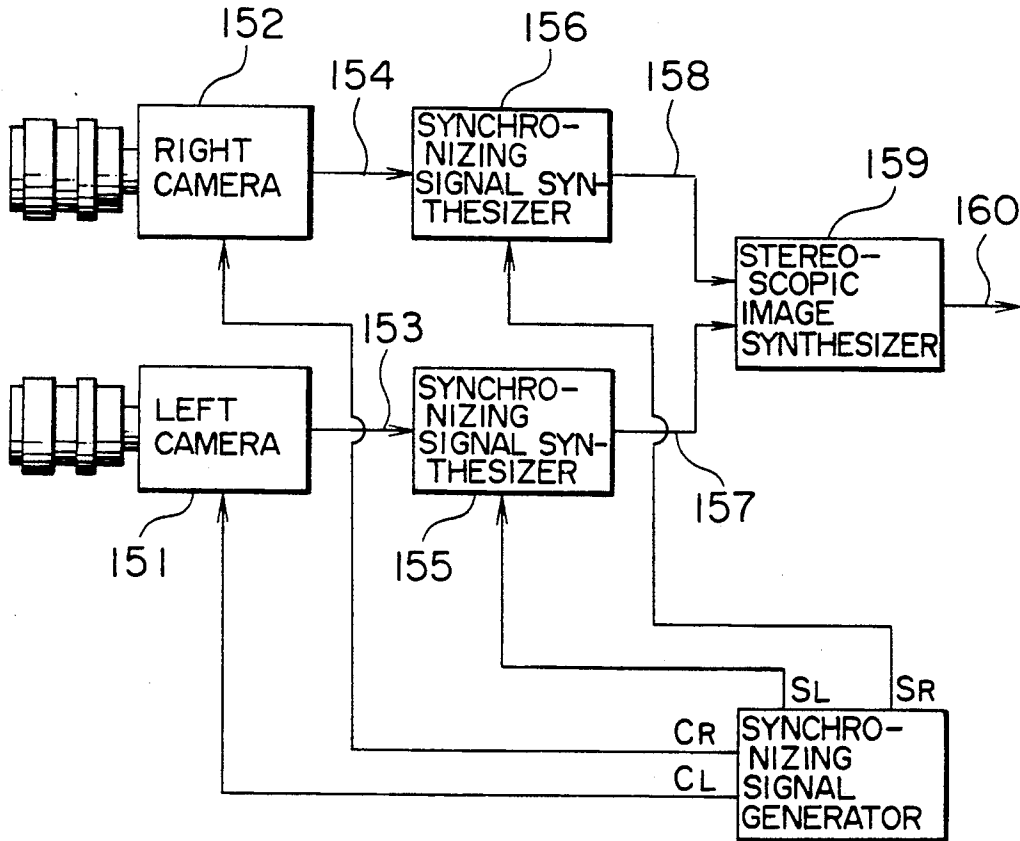 152
156
154
158
RIGHT
CAMERA
SYNCHRO-
NIZING
SIGNAL SYN-
THESIZER
159
160
STEREO-
SCOPIC
IMAGE
SYNTHESIZER
153
LEFT
CAMERA
SYNCHRO-
NIZING
SIGNAL SYN-
THESIZER
157
151
155
SL
SR
CR
CL
SYNCHRO-
NIZING
SIGNAL
GENERATOR